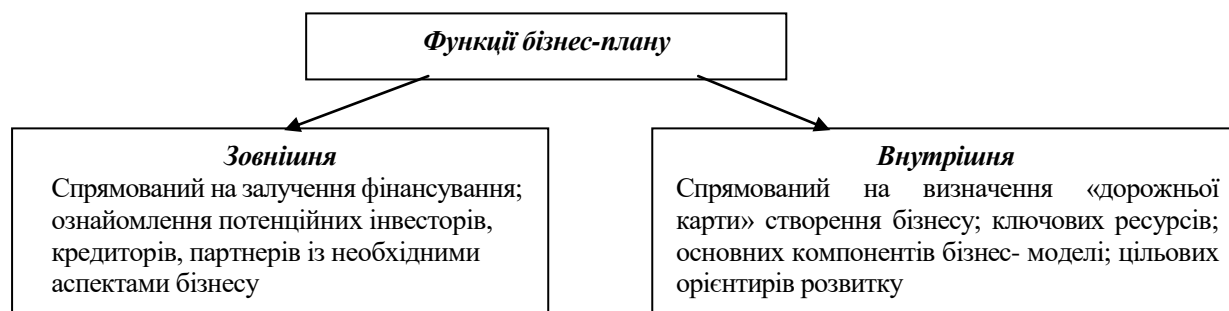 Функції бізнес-плану
Зовнішня
Спрямований на залучення фінансування;
ознайомлення потенційних інвесторів,
кредиторів, партнерів із необхідними
аспектами бізнесу
Внутрішня
Спрямований на визначення «дорожньої
карти» створення бізнесу; ключових ресурсів;
основних компонентів бізнес- моделі; цільових
орієнтирів розвитку